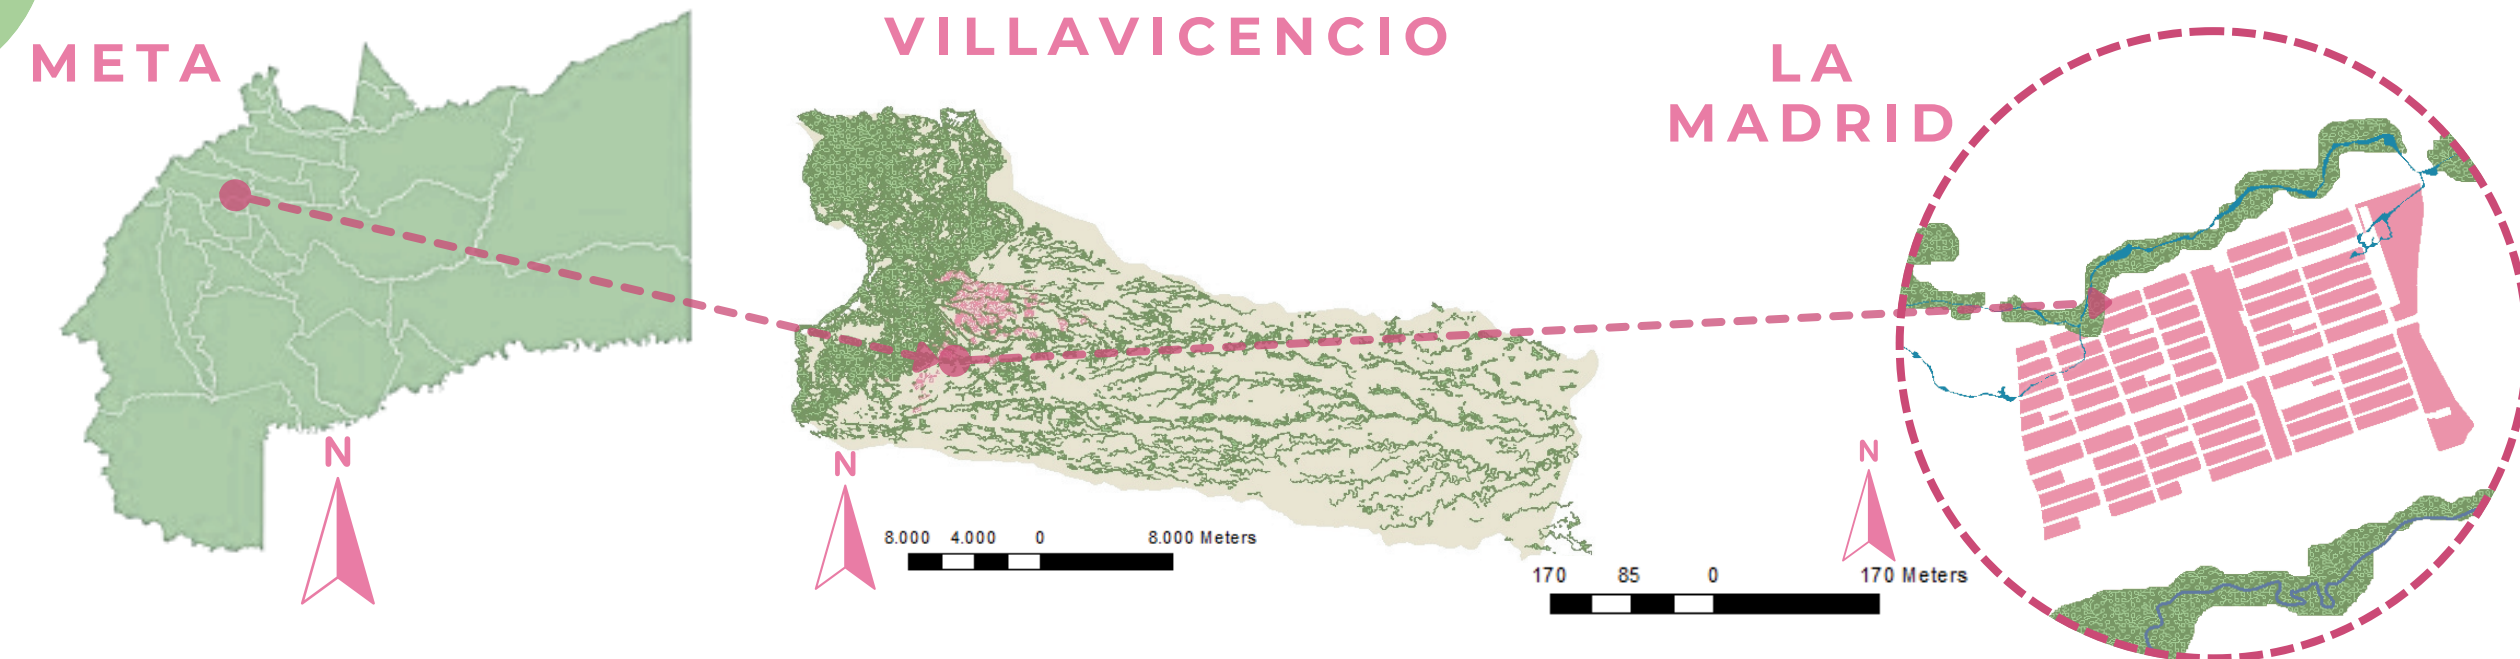 META
VILLAVICENCIO
LA
MADRID
N
N
N
8.000 4.000 0 8.000 Meters
170 85 0 170 Meters